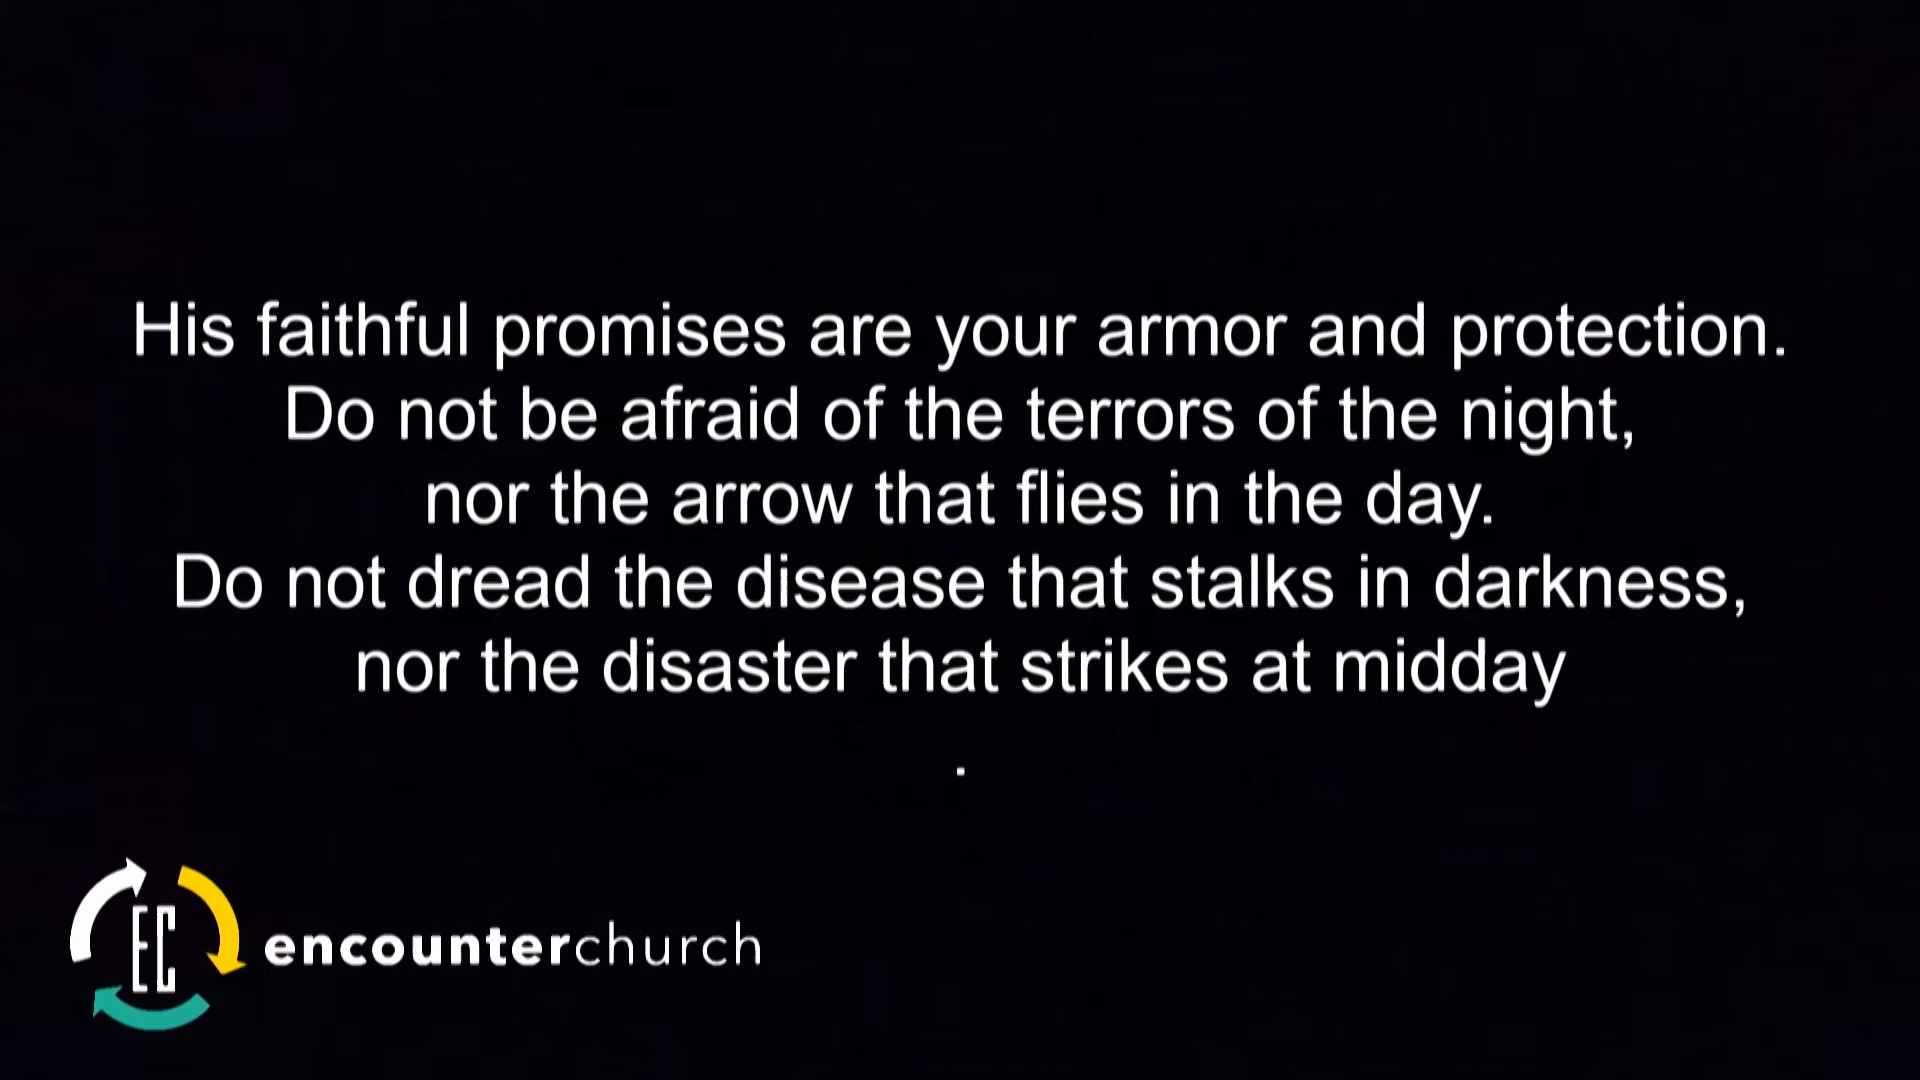 His faithful promises are your armor and protection.
Do not be afraid of the terrors of the night,
nor the arrow that flies in the day.
Do not dread the disease that stalks in darkness,
nor the disaster that strikes at midday
.
EC
encounterchurch